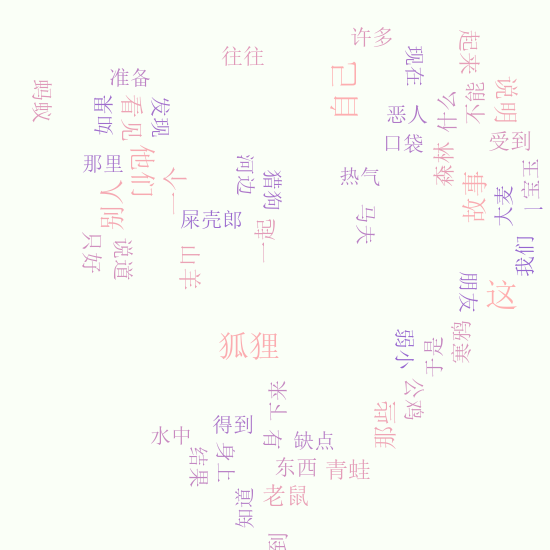 许多
往往
起来
现在
己自
准备
蚂蚁
不能
说明
什么
如果
看见
发现
恶人
受到
口袋
森林
那里
他们
一个
河边
猎狗
热气
宝玉
故事
大麦
别人
屎壳郎
马夫
一起
我们
只好
说道
山羊
朋友
这
狐狸
弱小
于是
寒鸦
下来
公鸡
那些
水中
得到
有
缺点
结果
身上
东西
青蛙
知道
老鼠
到